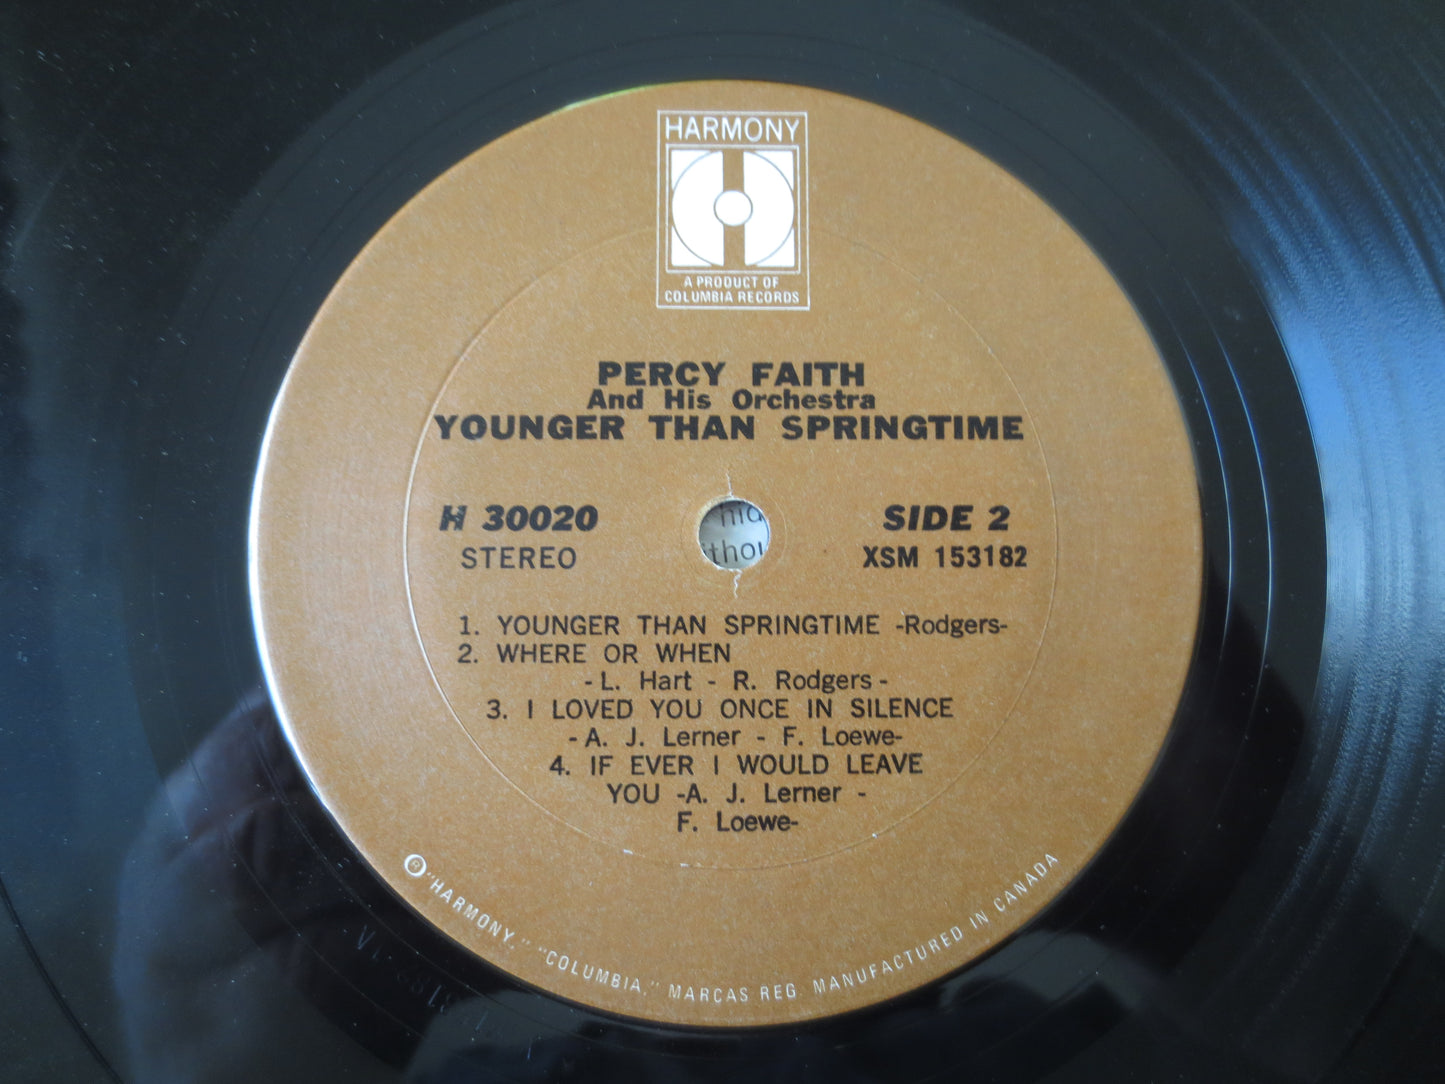 HARMONY
A PRODUCT OF
COLUMBIA RECORDS
PERCY FAITH
And His Orchestra
YOUNGER THAN SPRINGTIME
H 30020
STEREO
SIDE 2
XSM 153182
1. YOUNGER THAN SPRINGTIME -Rodgers-
2. WHERE OR WHEN
- L. Hart - R. Rodgers -
3. I LOVED YOU ONCE IN SILENCE
- A. J. Lerner - F. Loewe-
4. IF EVER I WOULD LEAVE
YOU -A. J. Lerner -
F. Loewe-
® "HARMONY," "COLUMBIA," MARCAS REG. MANUFACTURED IN CANADA